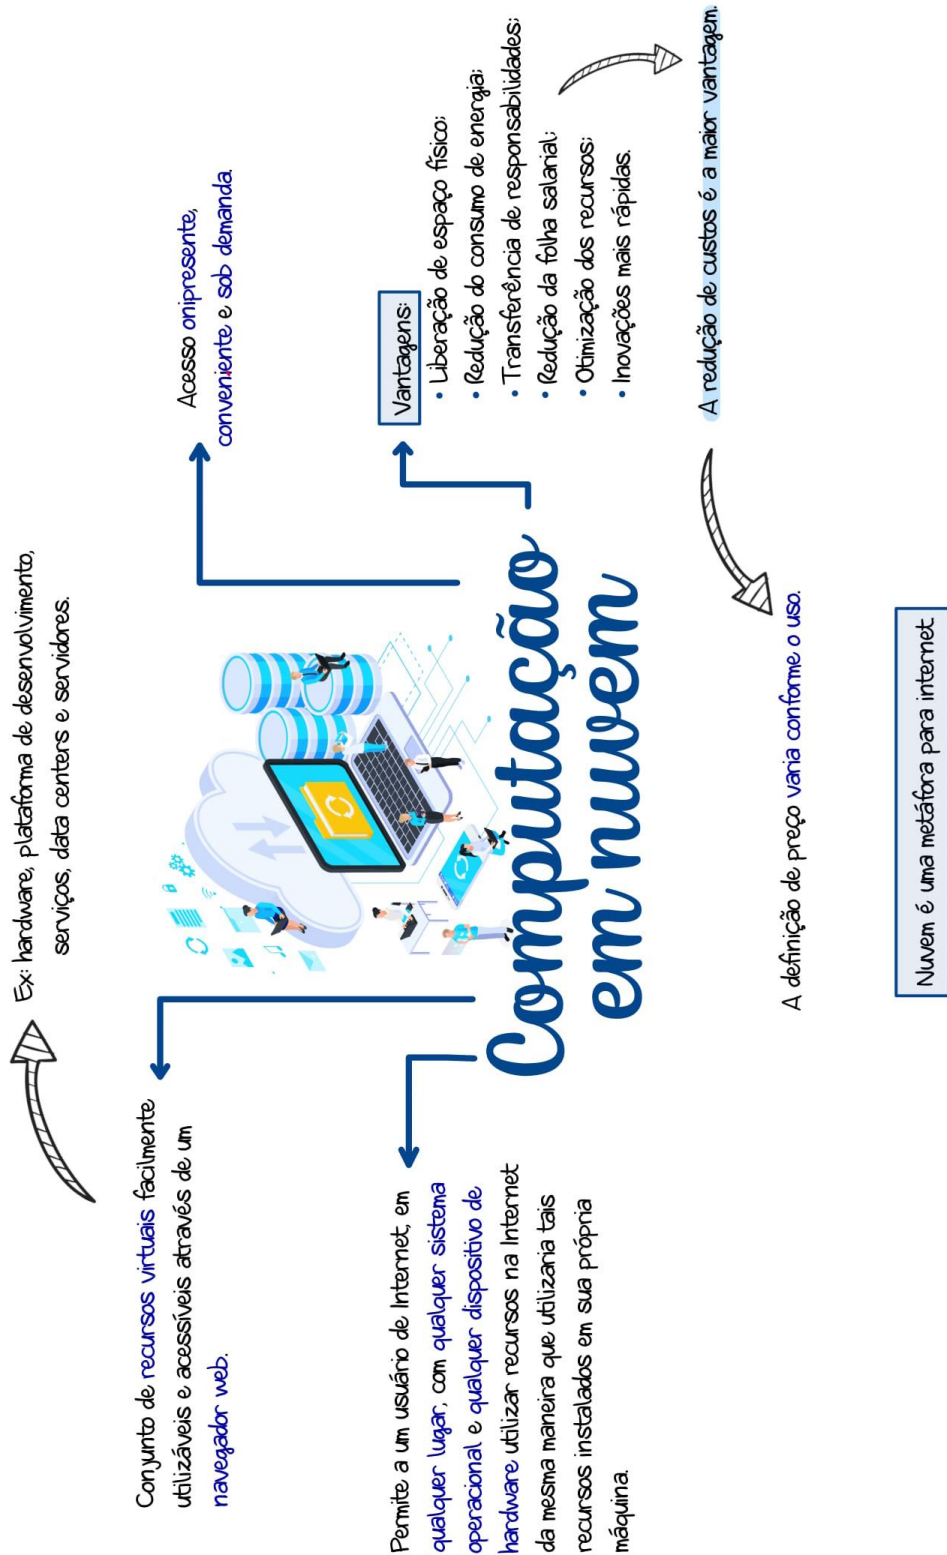 Ex: hardware, plataforma de desenvolvimento,
serviços, data centers e servidores.
Conjunto de recursos virtuais facilmente
utilizáveis e acessíveis através de um
navegador web.
Acesso onipresente,
conveniente e sob demanda.
Permite a um usuário de Internet, em
qualquer lugar, com qualquer sistema
operacional e qualquer dispositivo de
hardware utilizar recursos na Internet
da mesma maneira que utilizaria tais
recursos instalados em sua própria
máquina.
Computação
em nuvem
Vantagens:
• Liberação de espaço físico;
• Redução do consumo de energia;
• Transferência de responsabilidades;
• Redução da folha salarial;
• Otimização dos recursos;
• Inovações mais rápidas.
A redução de custos é a maior vantagem.
A definição de preço varia conforme o uso.
Nuvem é uma metáfora para internet